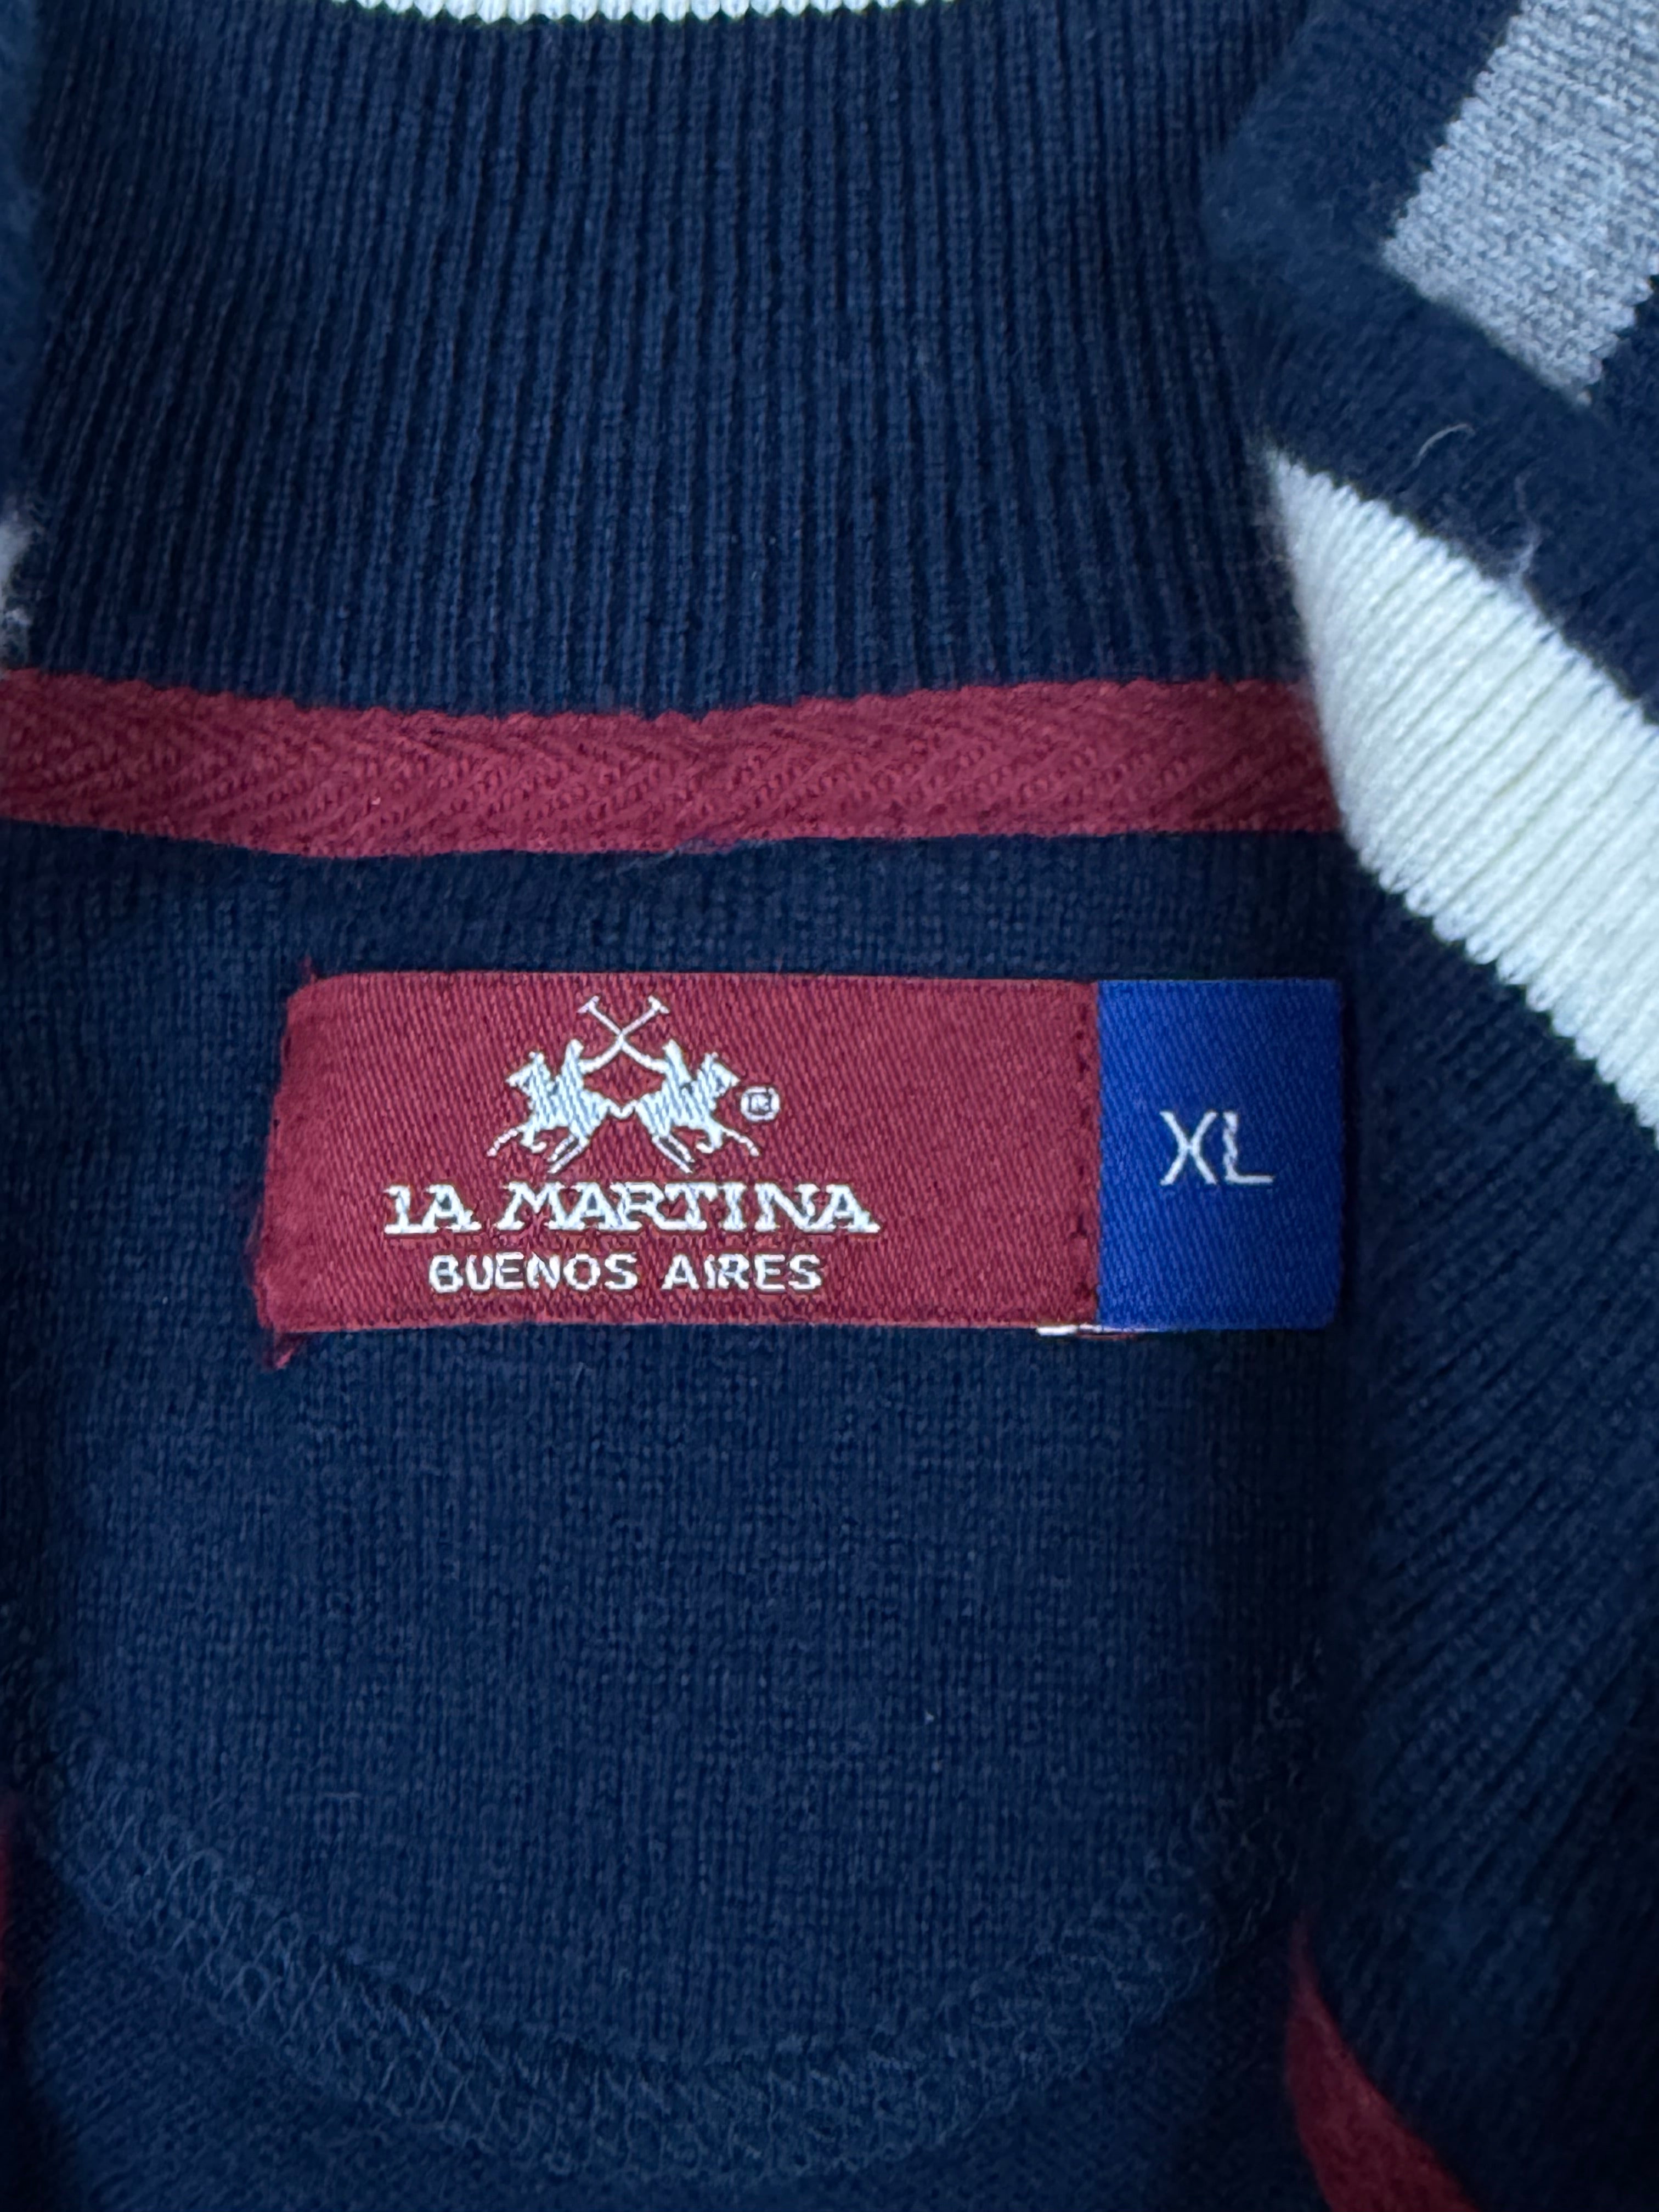 ®
LA MARTINA
BUENOS AIRES
XL